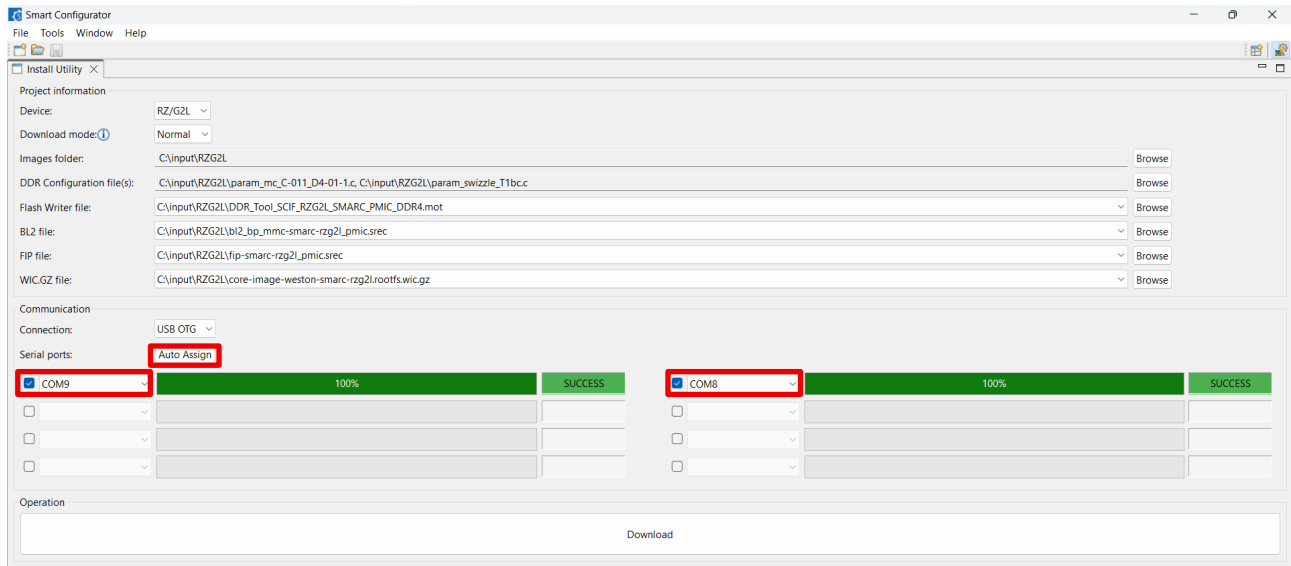 Smart Configurator
File Tools Window Help
Install Utility
Project information
Device: RZ/G2L
Download mode: Normal
Images folder: C:\input\RZG2L Browse
DDR Configuration file(s): C:\input\RZG2L\param_mc_C-011_D4-01-1.c, C:\input\RZG2L\param_swizzle_T1bc.c Browse
Flash Writer file: C:\input\RZG2L\DDR_Tool_SCIF_RZG2L_SMARC_PMIC_DDR4.mot Browse
BL2 file: C:\input\RZG2L\bl2_bp_mmc-smarc-rzg2l_pmic.srec Browse
FIP file: C:\input\RZG2L\fip-smarc-rzg2l_pmic.srec Browse
WIC.GZ file: C:\input\RZG2L\core-image-weston-smarc-rzg2l.rootfs.wic.gz Browse
Communication
Connection: USB OTG
Serial ports: Auto Assign
COM9 100% SUCCESS COM8 100% SUCCESS
Operation
Download